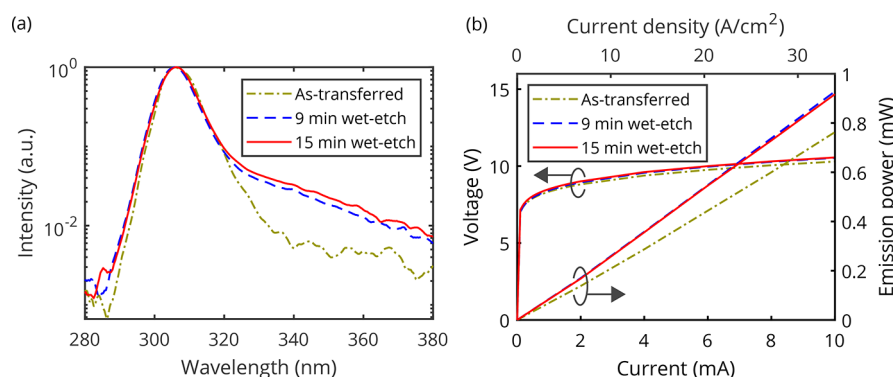 (a)
10^0
10^-2
Intensity (a.u.)
As-transferred
9 min wet-etch
15 min wet-etch
280 300 320 340 360 380
Wavelength (nm)
(b)
Current density (A/cm^2)
0 10 20 30
15
10
5
0
Voltage (V)
As-transferred
9 min wet-etch
15 min wet-etch
1
0.8
0.6
0.4
0.2
0
Emission power (mW)
0 2 4 6 8 10
Current (mA)